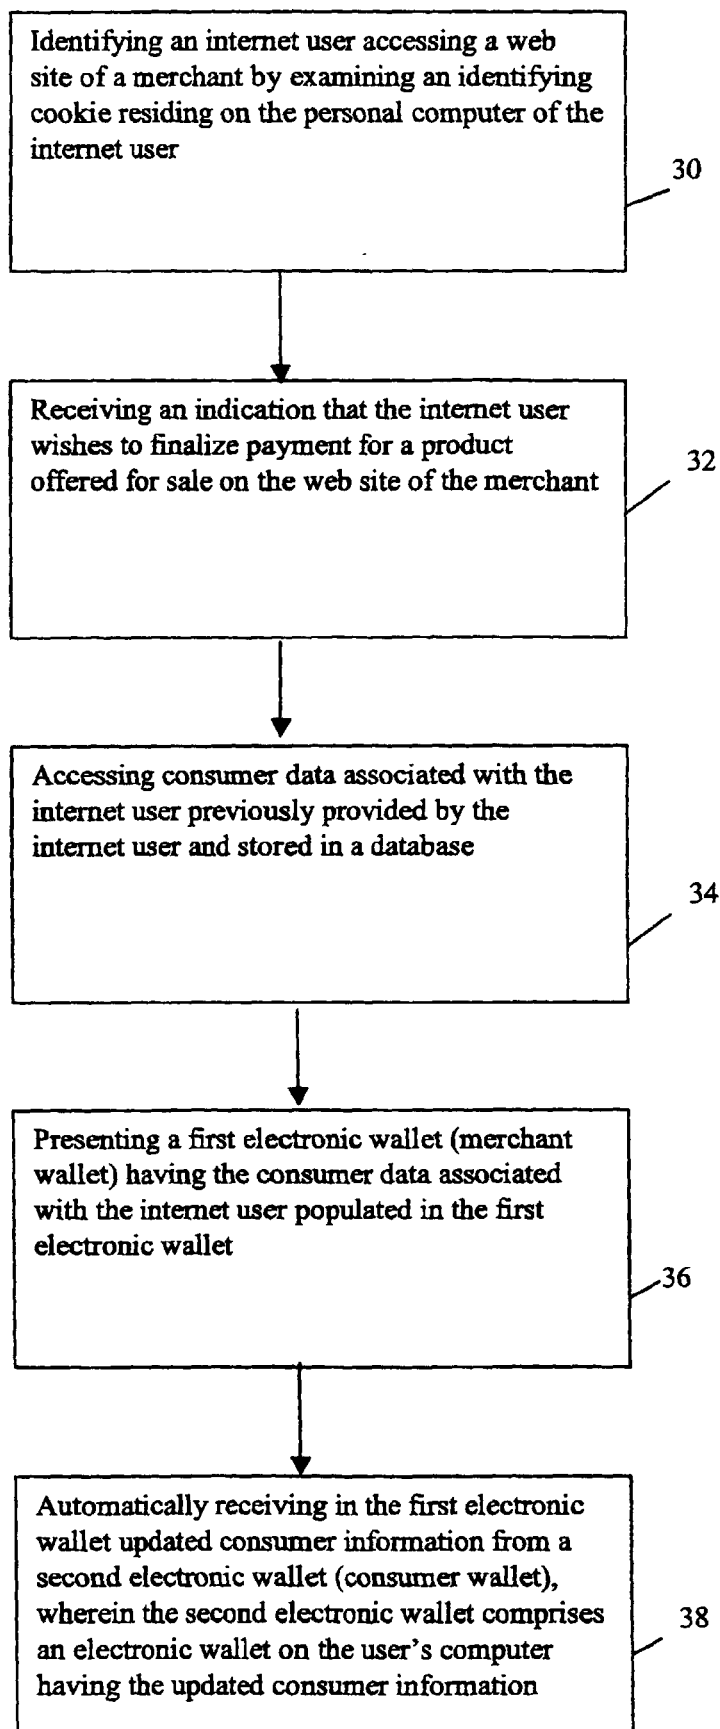 Identifying an internet user accessing a web
site of a merchant by examining an identifying
cookie residing on the personal computer of the
internet user
30
Receiving an indication that the internet user
wishes to finalize payment for a product
offered for sale on the web site of the merchant
32
Accessing consumer data associated with the
internet user previously provided by the
internet user and stored in a database
34
Presenting a first electronic wallet (merchant
wallet) having the consumer data associated
with the internet user populated in the first
electronic wallet
36
Automatically receiving in the first electronic
wallet updated consumer information from a
second electronic wallet (consumer wallet),
wherein the second electronic wallet comprises
an electronic wallet on the user's computer
having the updated consumer information
38